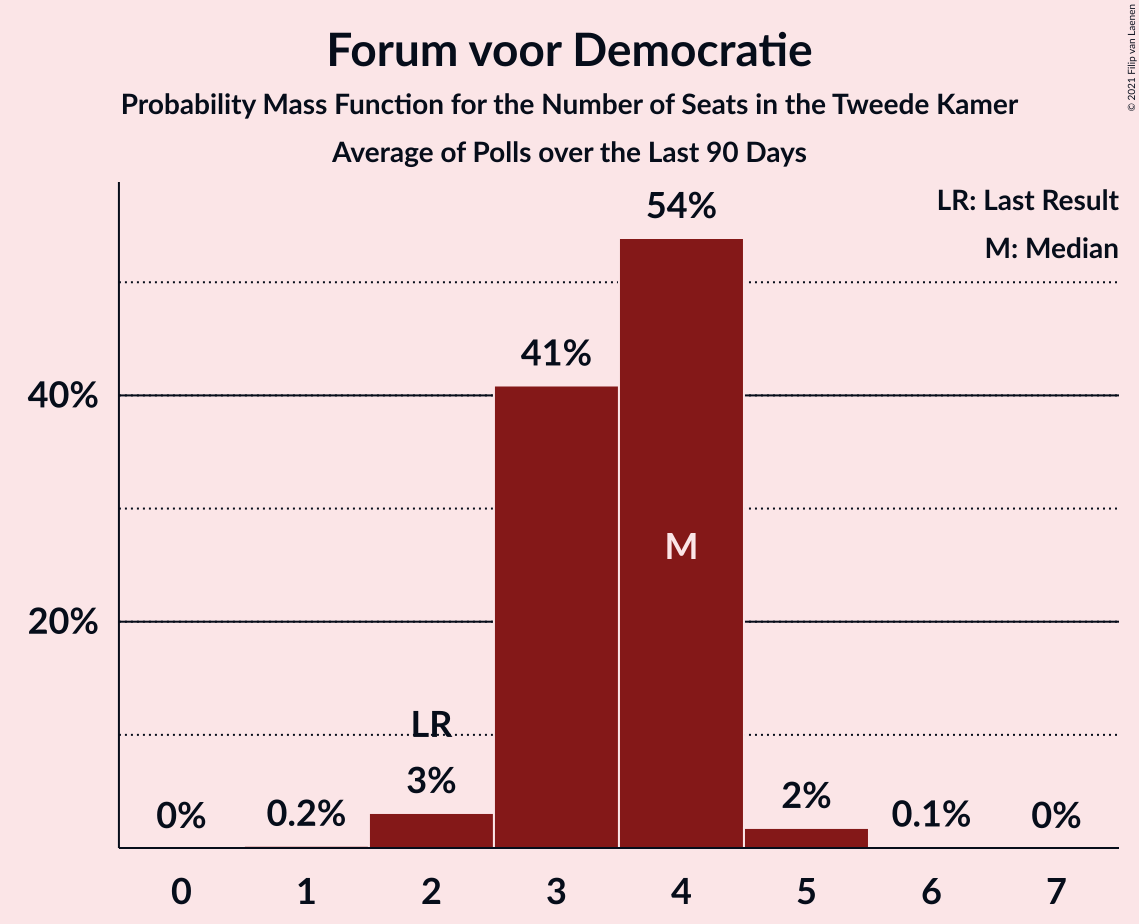 Forum voor Democratie
Probability Mass Function for the Number of Seats in the Tweede Kamer
Average of Polls over the Last 90 Days
© 2021 Filip van Laenen
LR: Last Result
M: Median
54%
41%
40%
M
20%
LR
3%
2%
0%
0.2%
0.1%
0%
0 1 2 3 4 5 6 7